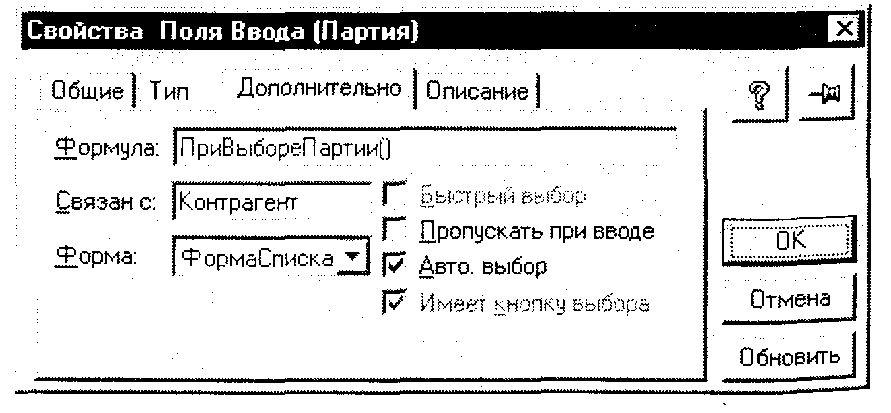 Свойства Поля Ввода (Партия)
Общие Тип Дополнительно Описание
Формула: ПриВыбореПартии()
Связан с: Контрагент
Быстрый выбор
Пропускать при вводе
Форма: ФормаСписка
Авто. выбор
Имеет кнопку выбора
OK
Отмена
Обновить